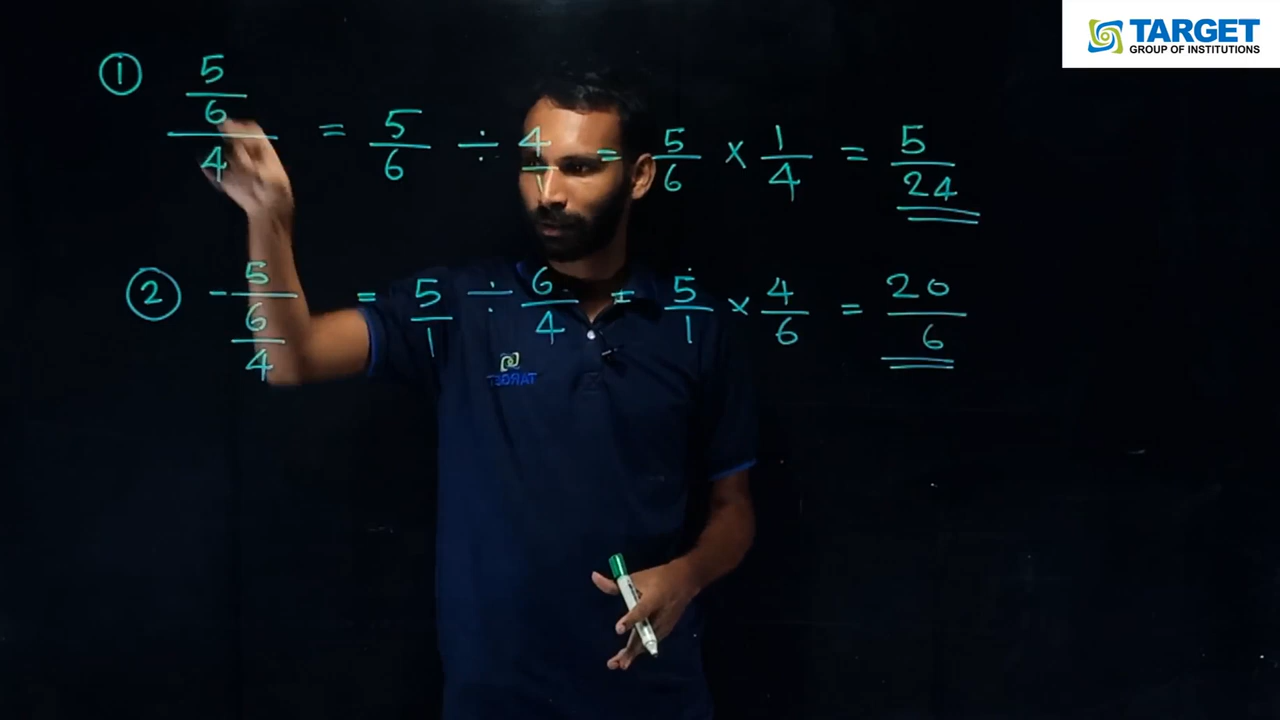 TARGET
GROUP OF INSTITUTIONS
① (5/6)/4 = 5/6 ÷ 4/1 = 5/6 × 1/4 = 5/24
② 5/(6/4) = 5/1 ÷ 6/4 = 5/1 × 4/6 = 20/6
TARGET